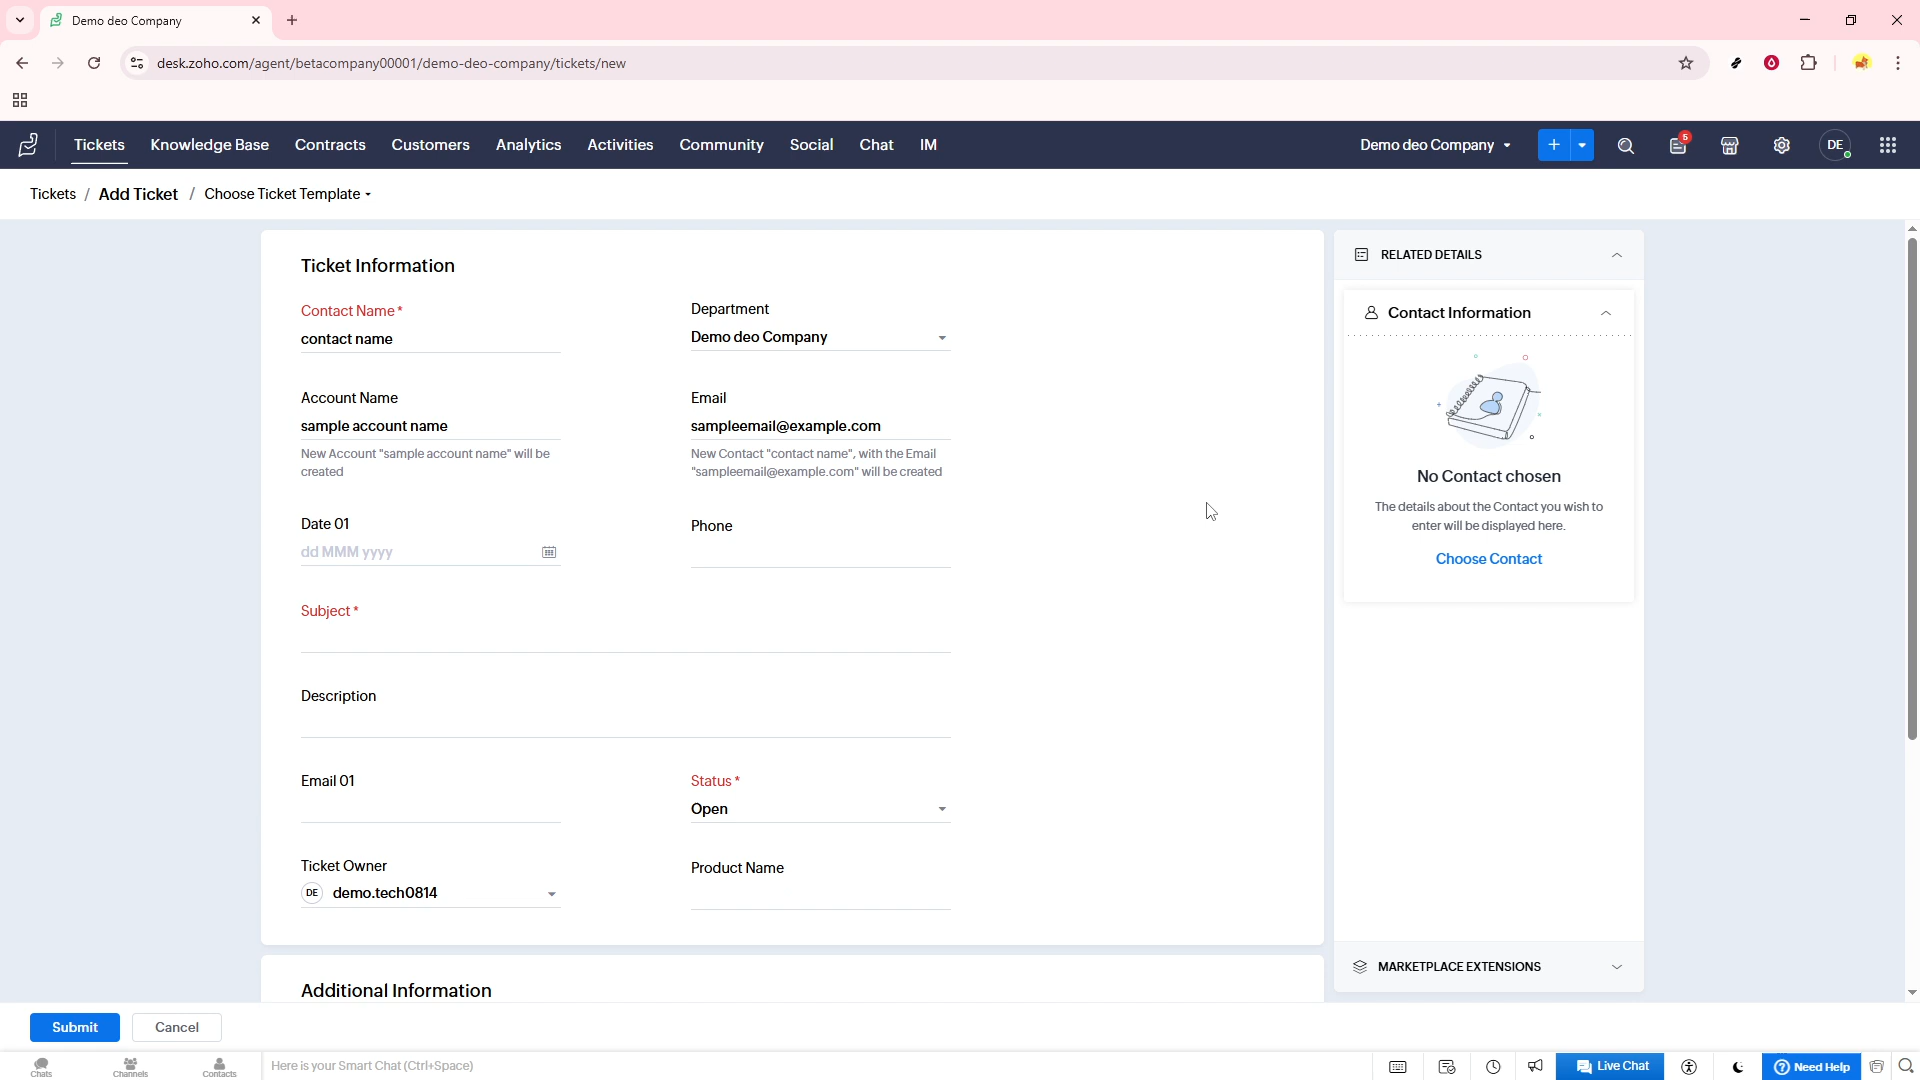 Demo deo Company
desk.zoho.com/agent/betacompany00001/demo-deo-company/tickets/new
Tickets
Knowledge Base
Contracts
Customers
Analytics
Activities
Community
Social
Chat
IM
Demo deo Company
5
DE
Tickets / Add Ticket / Choose Ticket Template
Ticket Information
Contact Name *
contact name
Department
Demo deo Company
Account Name
sample account name
New Account "sample account name" will be
created
Email
sampleemail@example.com
New Contact "contact name", with the Email
"sampleemail@example.com" will be created
Date 01
dd MMM yyyy
Phone
Subject *
Description
Email 01
Status *
Open
Ticket Owner
DE demo.tech0814
Product Name
Additional Information
RELATED DETAILS
Contact Information
No Contact chosen
The details about the Contact you wish to
enter will be displayed here.
Choose Contact
MARKETPLACE EXTENSIONS
Submit
Cancel
Chats
Channels
Contacts
Here is your Smart Chat (Ctrl+Space)
Live Chat
Need Help